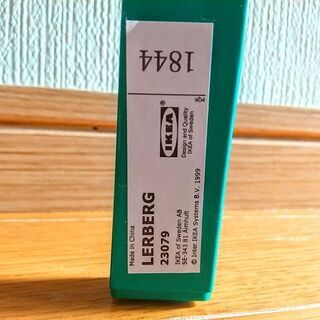 1844
PQR
IKEA
Design and Quality
IKEA of Sweden
Made in China
LERBERG
23079
IKEA of Sweden AB
SE-343 81 Älmhult
© Inter IKEA Systems B.V. 1999